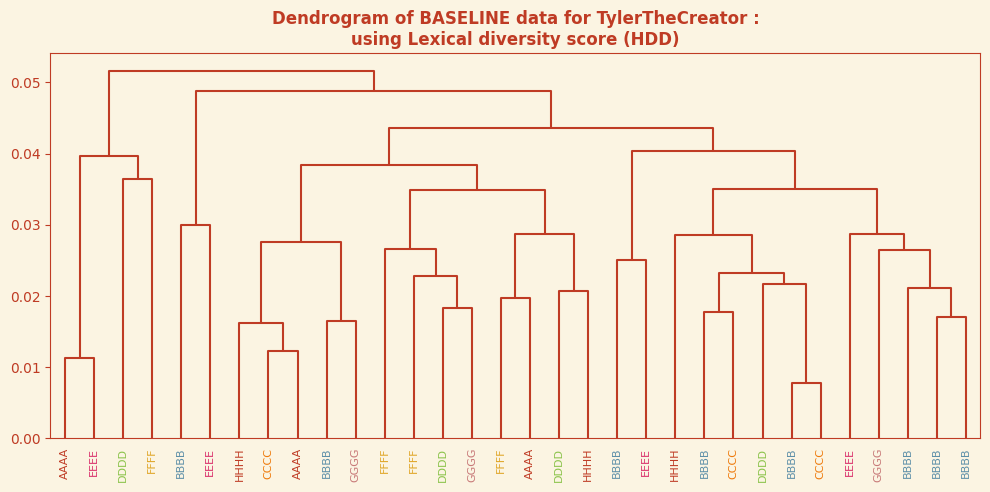 Dendrogram of BASELINE data for TylerTheCreator :
using Lexical diversity score (HDD)
0.05
0.04
0.03
0.02
0.01
0.00
AAAA EEEE DDDD FFFF BBBB EEEE HHHH CCCC AAAA BBBB GGGG FFFF FFFF DDDD GGGG FFFF AAAA DDDD HHHH BBBB EEEE HHHH BBBB CCCC DDDD BBBB CCCC EEEE GGGG BBBB BBBB BBBB